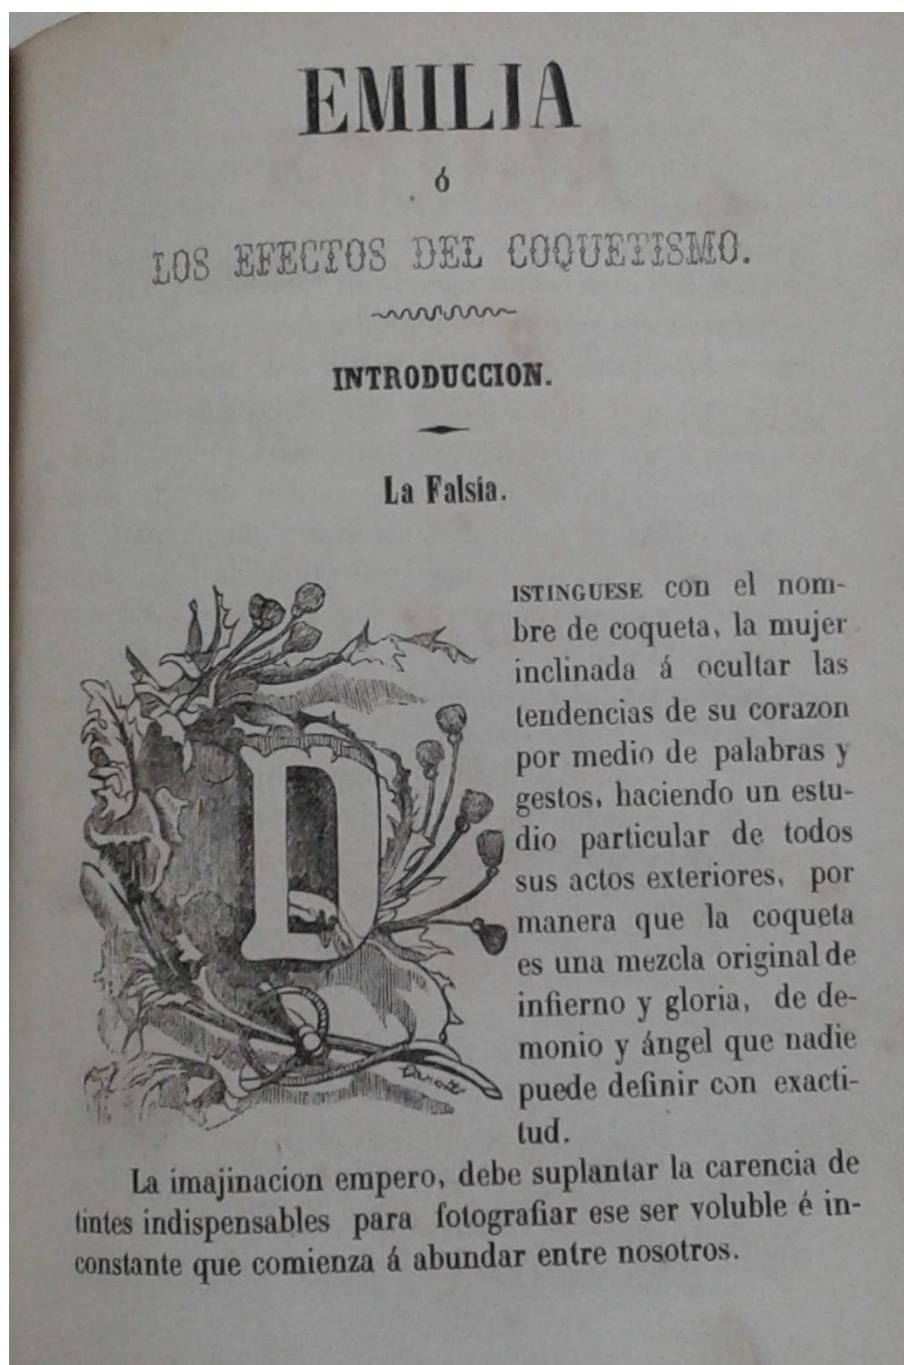 EMILIA
ó
LOS EFECTOS DEL COQUETISMO.
INTRODUCCION.
La Falsía.
DISTINGUESE con el nom-
bre de coqueta, la mujer
inclinada á ocultar las
tendencias de su corazon
por medio de palabras y
gestos, haciendo un estu-
dio particular de todos
sus actos exteriores, por
manera que la coqueta
es una mezcla original de
infierno y gloria, de de-
monio y ángel que nadie
puede definir con exacti-
tud.
La imajinacion empero, debe suplantar la carencia de
tintes indispensables para fotografiar ese ser voluble é in-
constante que comienza á abundar entre nosotros.